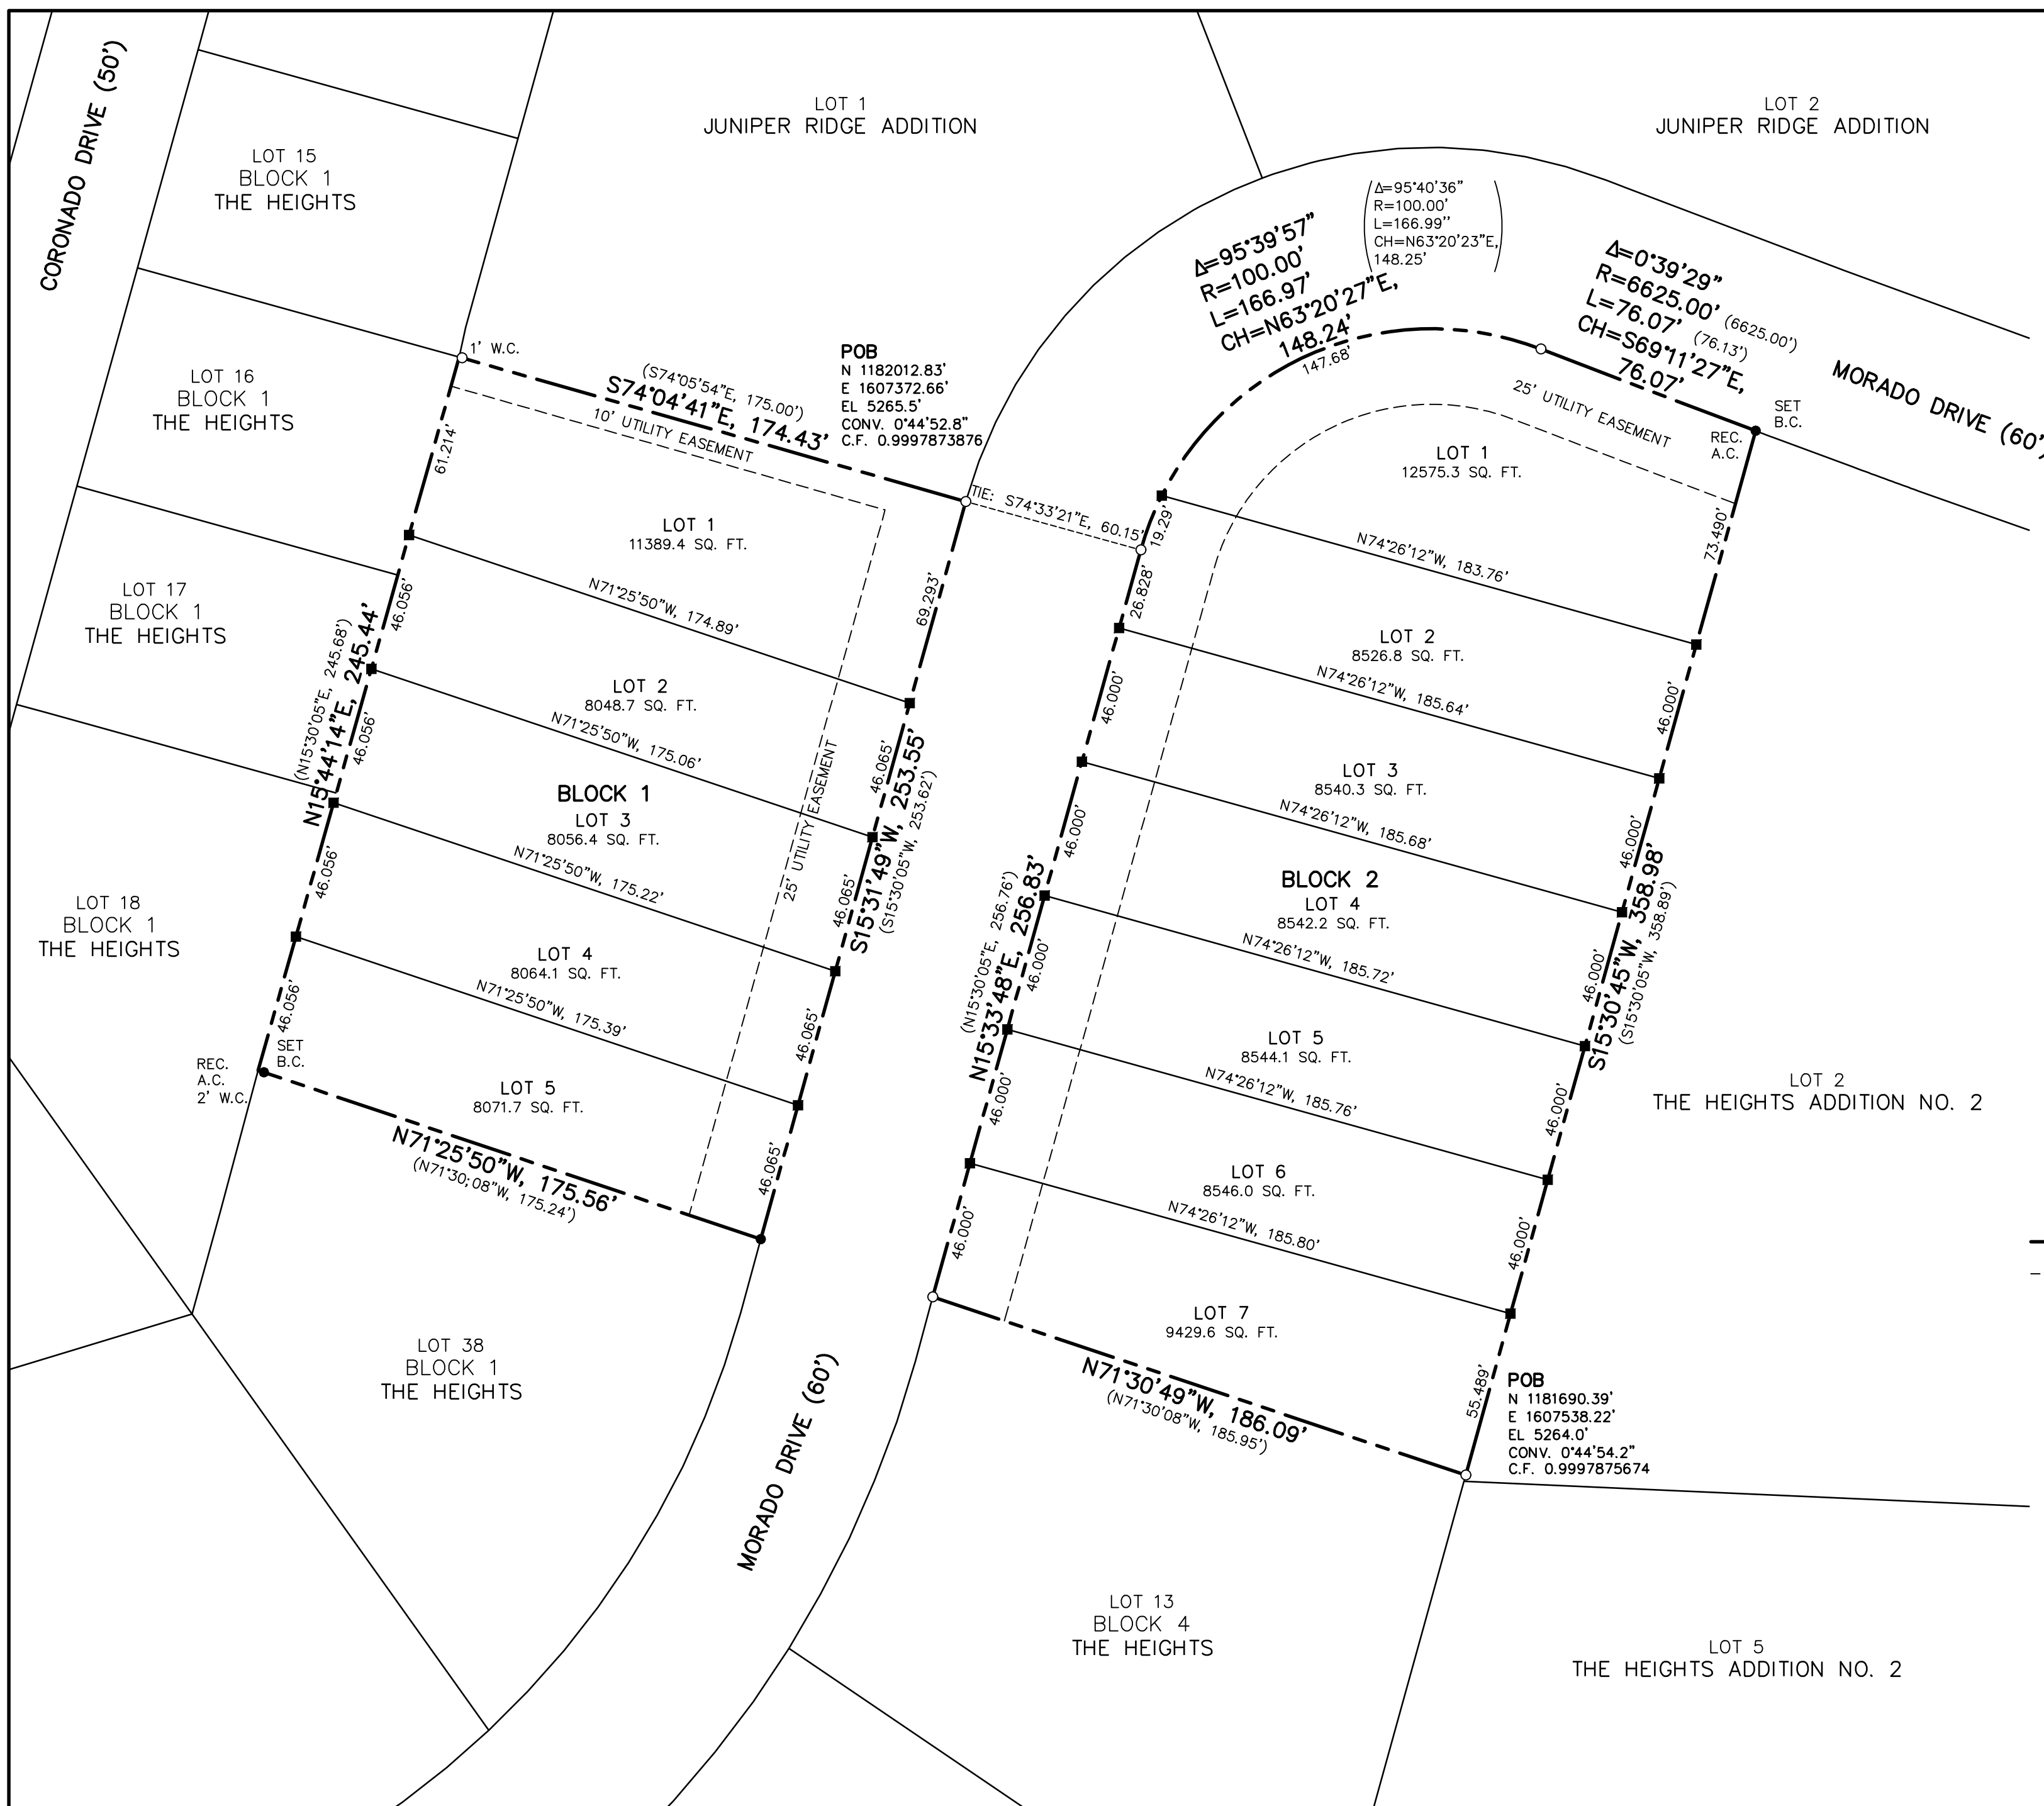 CORONADO DRIVE (50')
LOT 15
BLOCK 1
THE HEIGHTS
LOT 16
BLOCK 1
THE HEIGHTS
LOT 17
BLOCK 1
THE HEIGHTS
LOT 18
BLOCK 1
THE HEIGHTS
LOT 38
BLOCK 1
THE HEIGHTS
LOT 1
JUNIPER RIDGE ADDITION
LOT 2
JUNIPER RIDGE ADDITION
1' W.C.
(S74°05'54"E, 175.00')
S74°04'41"E, 174.43'
10' UTILITY EASEMENT
POB
N 1182012.83'
E 1607372.66'
EL 5265.5'
CONV. 0°44'52.8"
C.F. 0.9997873876
61.214'
46.056'
46.056'
46.056'
46.056'
(N15°30'05"E, 245.68')
N15°44'14"E, 245.44'
LOT 1
11389.4 SQ. FT.
N71°25'50"W, 174.89'
LOT 2
8048.7 SQ. FT.
N71°25'50"W, 175.06'
BLOCK 1
LOT 3
8056.4 SQ. FT.
N71°25'50"W, 175.22'
LOT 4
8064.1 SQ. FT.
N71°25'50"W, 175.39'
LOT 5
8071.7 SQ. FT.
REC.
A.C.
2' W.C.
SET
B.C.
N71°25'50"W, 175.56'
(N71°30;08"W, 175.24')
25' UTILITY EASEMENT
69.293'
46.065'
46.065'
46.065'
46.065'
S15°31'49"W, 253.55'
(S15°30'05"W, 253.62')
TIE: S74°33'21"E, 60.15'
MORADO DRIVE (60')
Δ=95°39'57"
R=100.00'
L=166.97'
CH=N63°20'27"E,
148.24'
147.68'
Δ=95°40'36"
R=100.00'
L=166.99''
CH=N63°20'23"E,
148.25'
Δ=0°39'29"
R=6625.00' (6625.00')
L=76.07' (76.13')
CH=S69°11'27"E,
76.07'
MORADO DRIVE (60')
SET
B.C.
REC.
A.C.
25' UTILITY EASEMENT
19.29'
26.828'
46.000'
46.000'
46.000'
46.000'
46.000'
(N15°30'05"E, 256.76')
N15°33'48"E, 256.83'
LOT 1
12575.3 SQ. FT.
N74°26'12"W, 183.76'
LOT 2
8526.8 SQ. FT.
N74°26'12"W, 185.64'
LOT 3
8540.3 SQ. FT.
N74°26'12"W, 185.68'
BLOCK 2
LOT 4
8542.2 SQ. FT.
N74°26'12"W, 185.72'
LOT 5
8544.1 SQ. FT.
N74°26'12"W, 185.76'
LOT 6
8546.0 SQ. FT.
N74°26'12"W, 185.80'
LOT 7
9429.6 SQ. FT.
N71°30'49"W, 186.09'
(N71°30'08"W, 185.95')
73.490'
46.000'
46.000'
46.000'
46.000'
46.000'
55.489'
S15°30'45"W, 358.98'
(S15°30'05"W, 358.89')
POB
N 1181690.39'
E 1607538.22'
EL 5264.0'
CONV. 0°44'54.2"
C.F. 0.9997875674
LOT 2
THE HEIGHTS ADDITION NO. 2
LOT 13
BLOCK 4
THE HEIGHTS
LOT 5
THE HEIGHTS ADDITION NO. 2